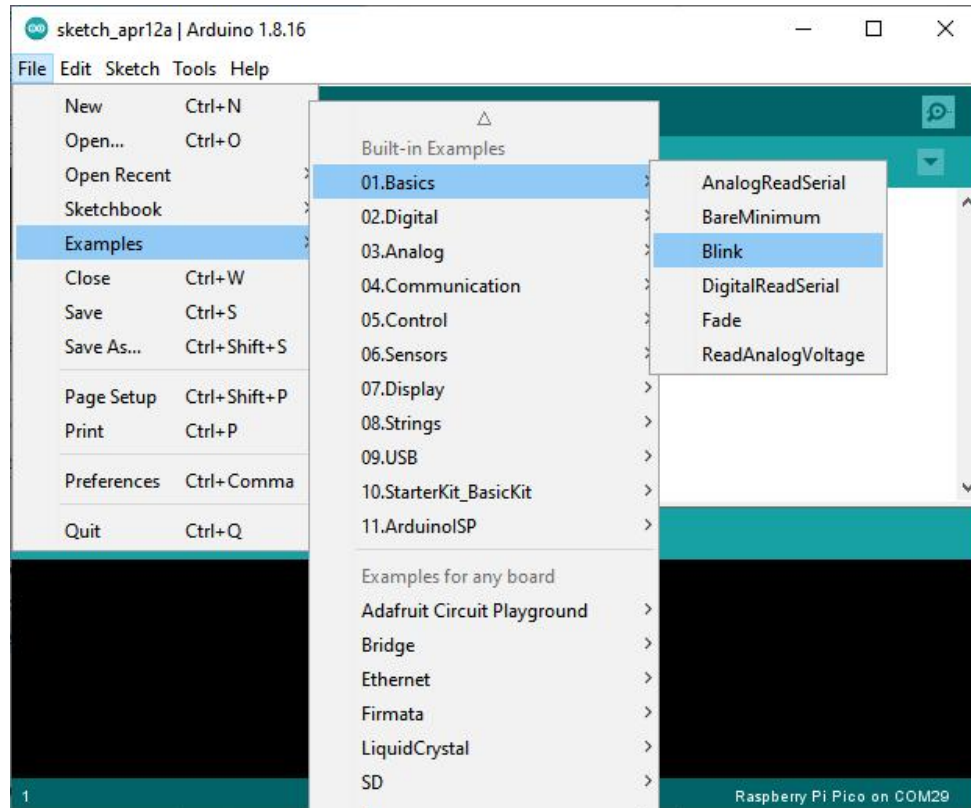 sketch_apr12a | Arduino 1.8.16
File Edit Sketch Tools Help
New Ctrl+N
Open... Ctrl+O
Open Recent
Sketchbook
Examples
Close Ctrl+W
Save Ctrl+S
Save As... Ctrl+Shift+S
Page Setup Ctrl+Shift+P
Print Ctrl+P
Preferences Ctrl+Comma
Quit Ctrl+Q
Built-in Examples
01.Basics
02.Digital
03.Analog
04.Communication
05.Control
06.Sensors
07.Display
08.Strings
09.USB
10.StarterKit_BasicKit
11.ArduinoISP
Examples for any board
Adafruit Circuit Playground
Bridge
Ethernet
Firmata
LiquidCrystal
SD
AnalogReadSerial
BareMinimum
Blink
DigitalReadSerial
Fade
ReadAnalogVoltage
1 Raspberry Pi Pico on COM29